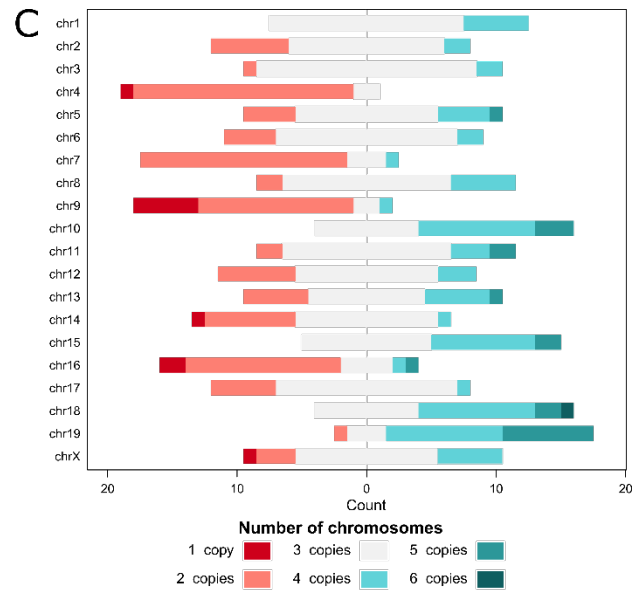 C
chr1
chr2
chr3
chr4
chr5
chr6
chr7
chr8
chr9
chr10
chr11
chr12
chr13
chr14
chr15
chr16
chr17
chr18
chr19
chrX
20 10 0 10 20
Count
Number of chromosomes
1 copy 3 copies 5 copies
2 copies 4 copies 6 copies